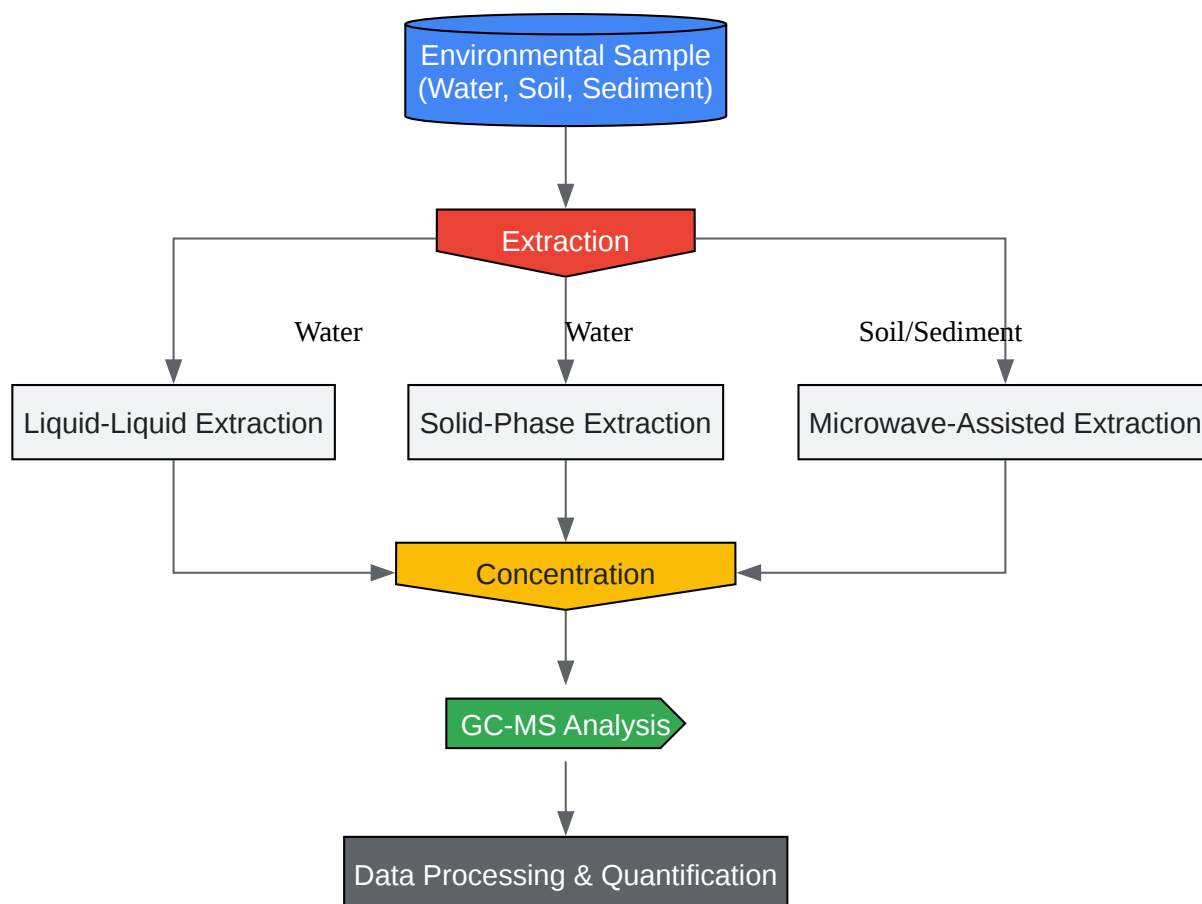 Environmental Sample
(Water, Soil, Sediment)
Extraction
Water
Water
Soil/Sediment
Liquid-Liquid Extraction
Solid-Phase Extraction
Microwave-Assisted Extraction
Concentration
GC-MS Analysis
Data Processing & Quantification